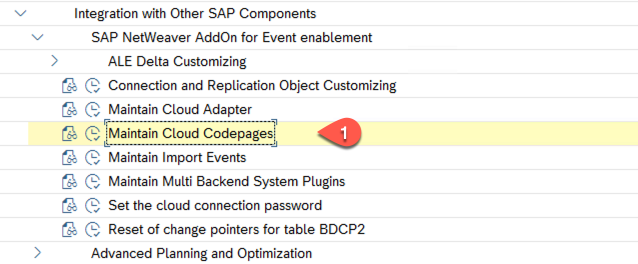 Integration with Other SAP Components
SAP NetWeaver AddOn for Event enablement
ALE Delta Customizing
Connection and Replication Object Customizing
Maintain Cloud Adapter
Maintain Cloud Codepages 1
Maintain Import Events
Maintain Multi Backend System Plugins
Set the cloud connection password
Reset of change pointers for table BDCP2
Advanced Planning and Optimization